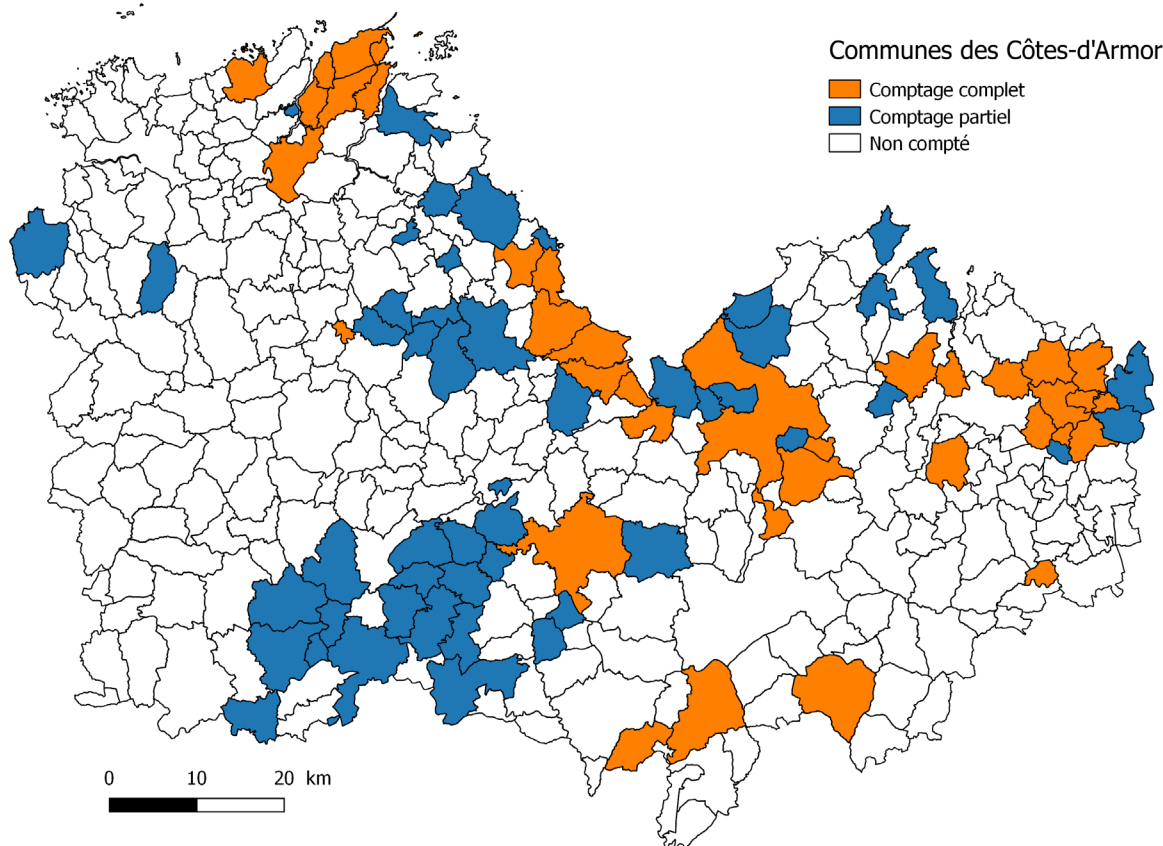 Communes des Côtes-d'Armor
Comptage complet
Comptage partiel
Non compté
0 10 20 km